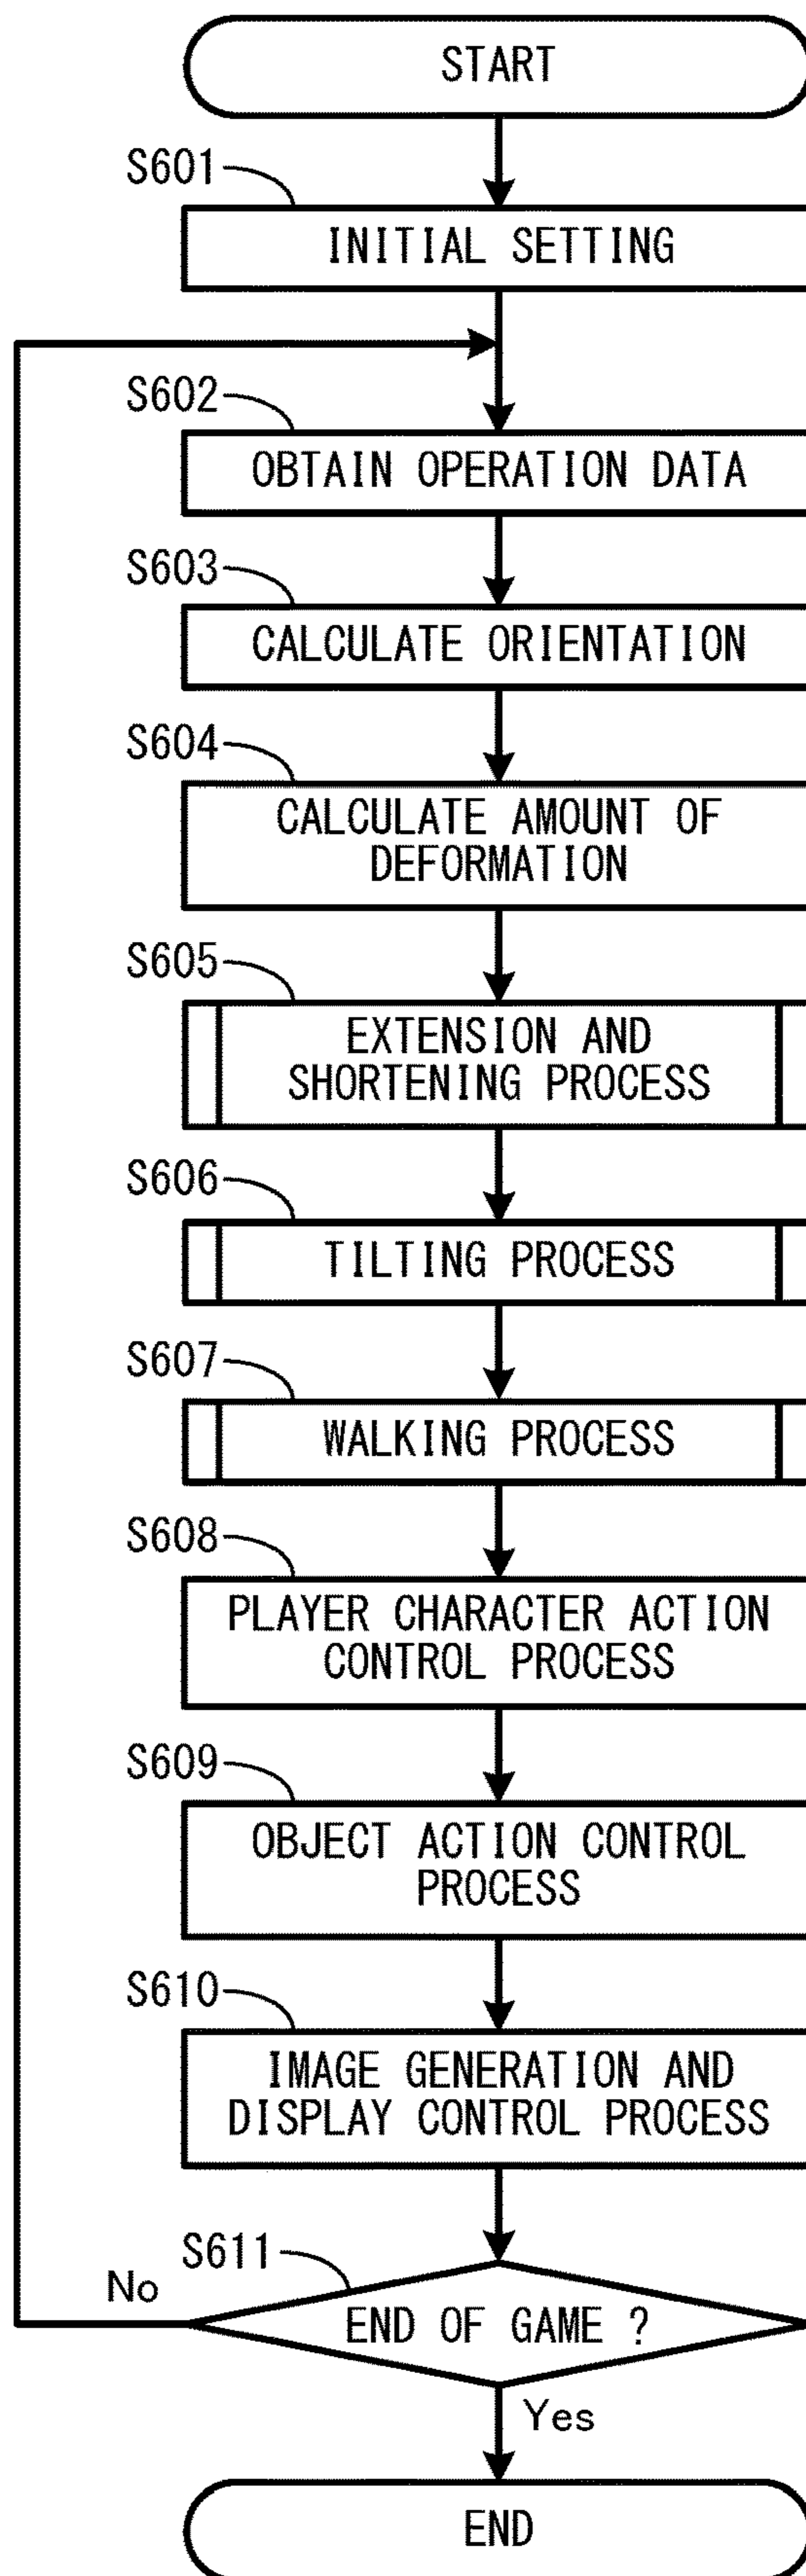 START
S601
INITIAL SETTING
S602
OBTAIN OPERATION DATA
S603
CALCULATE ORIENTATION
S604
CALCULATE AMOUNT OF
DEFORMATION
S605
EXTENSION AND
SHORTENING PROCESS
S606
TILTING PROCESS
S607
WALKING PROCESS
S608
PLAYER CHARACTER ACTION
CONTROL PROCESS
S609
OBJECT ACTION CONTROL
PROCESS
S610
IMAGE GENERATION AND
DISPLAY CONTROL PROCESS
S611
No
END OF GAME ?
Yes
END